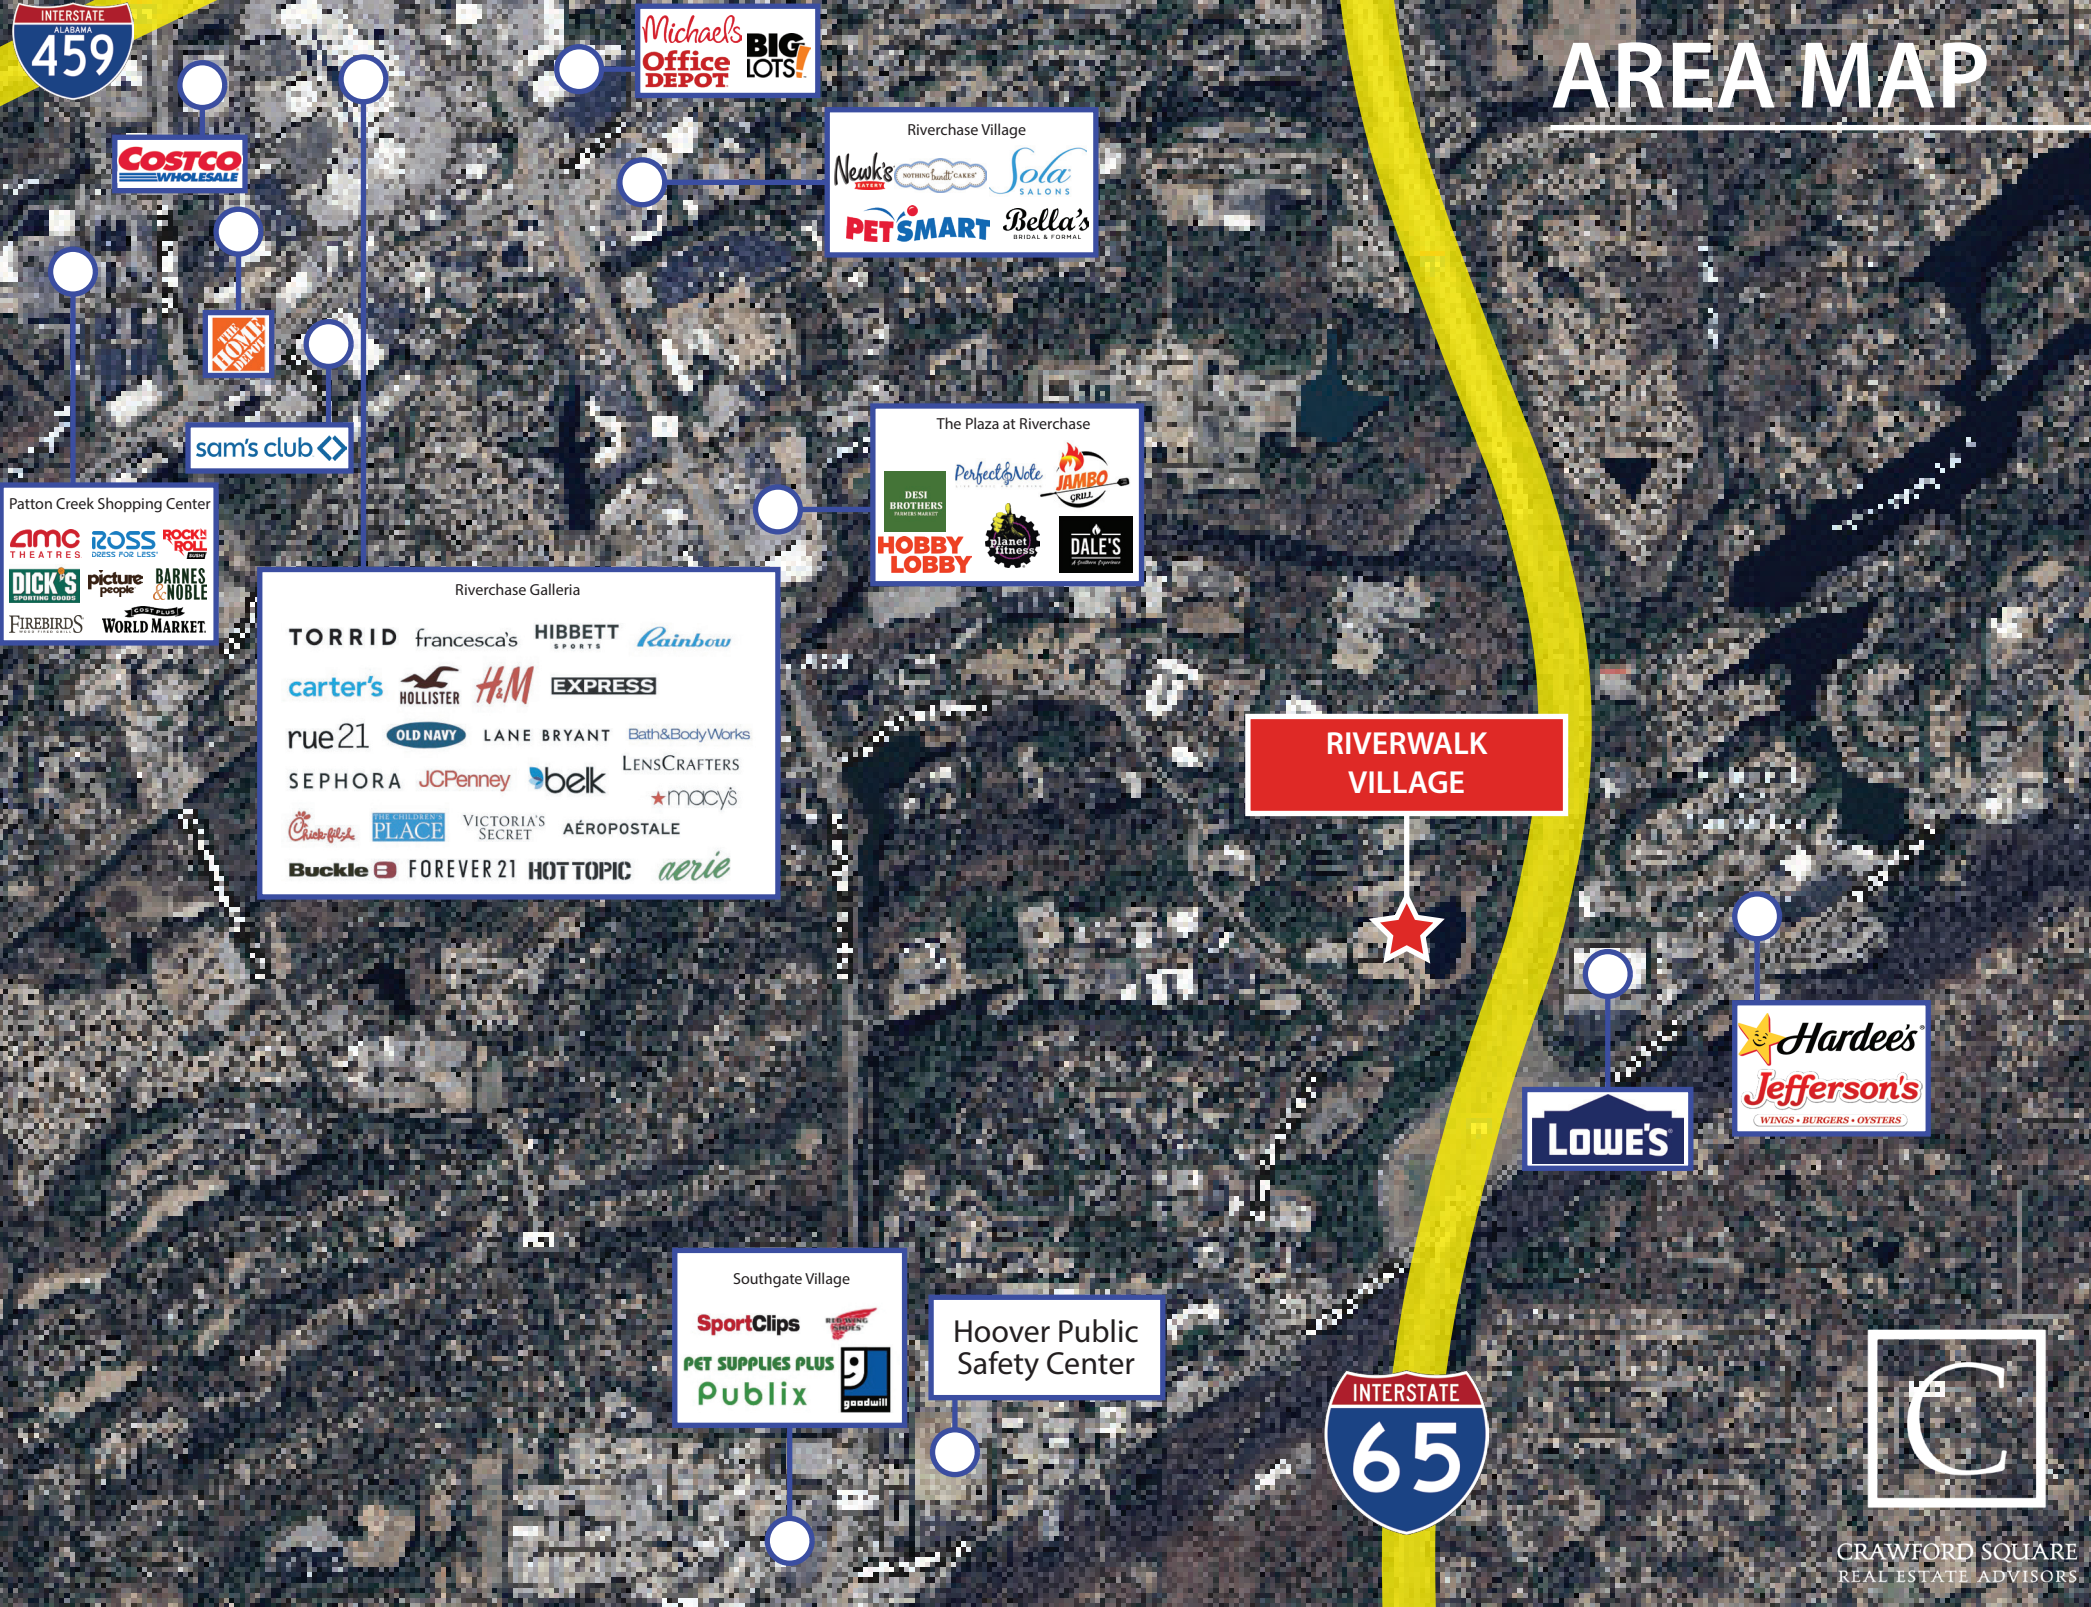 INTERSTATE
ALABAMA
459
Michaels
Office
DEPOT
BIG
LOTS!
AREA MAP
COSTCO
WHOLESALE
Riverchase Village
Newk's
EATERY
NOTHING bundt CAKES
Sola
SALONS
PETSMART
Bella's
BRIDAL & FORMAL
THE
HOME
DEPOT
sam's club
The Plaza at Riverchase
DESI
BROTHERS
FARMERS MARKET
Perfect Note
JAMBO
GRILL
HOBBY
LOBBY
planet
fitness
DALE'S
A Southern Experience
Patton Creek Shopping Center
AMC
THEATRES
ROSS
DRESS FOR LESS
ROCK N
ROLL
SUSHI
DICK'S
SPORTING GOODS
picture
people
BARNES
&NOBLE
FIREBIRDS
WOOD FIRED GRILL
COST PLUS
WORLD MARKET.
Riverchase Galleria
TORRID
francesca's
HIBBETT
SPORTS
Rainbow
carter's
HOLLISTER
H&M
EXPRESS
rue21
OLD NAVY
LANE BRYANT
Bath&BodyWorks
SEPHORA
JCPenney
belk
LENSCRAFTERS
macy's
Chick-fil-A
THE CHILDREN'S
PLACE
VICTORIA'S
SECRET
AÉROPOSTALE
Buckle B
FOREVER 21
HOT TOPIC
aerie
RIVERWALK
VILLAGE
Hardee's
Jefferson's
WINGS • BURGERS • OYSTERS
LOWE'S
Southgate Village
SportClips
RED WING
SHOES
PET SUPPLIES PLUS
Publix
goodwill
Hoover Public
Safety Center
INTERSTATE
65
C
CRAWFORD SQUARE
REAL ESTATE ADVISORS